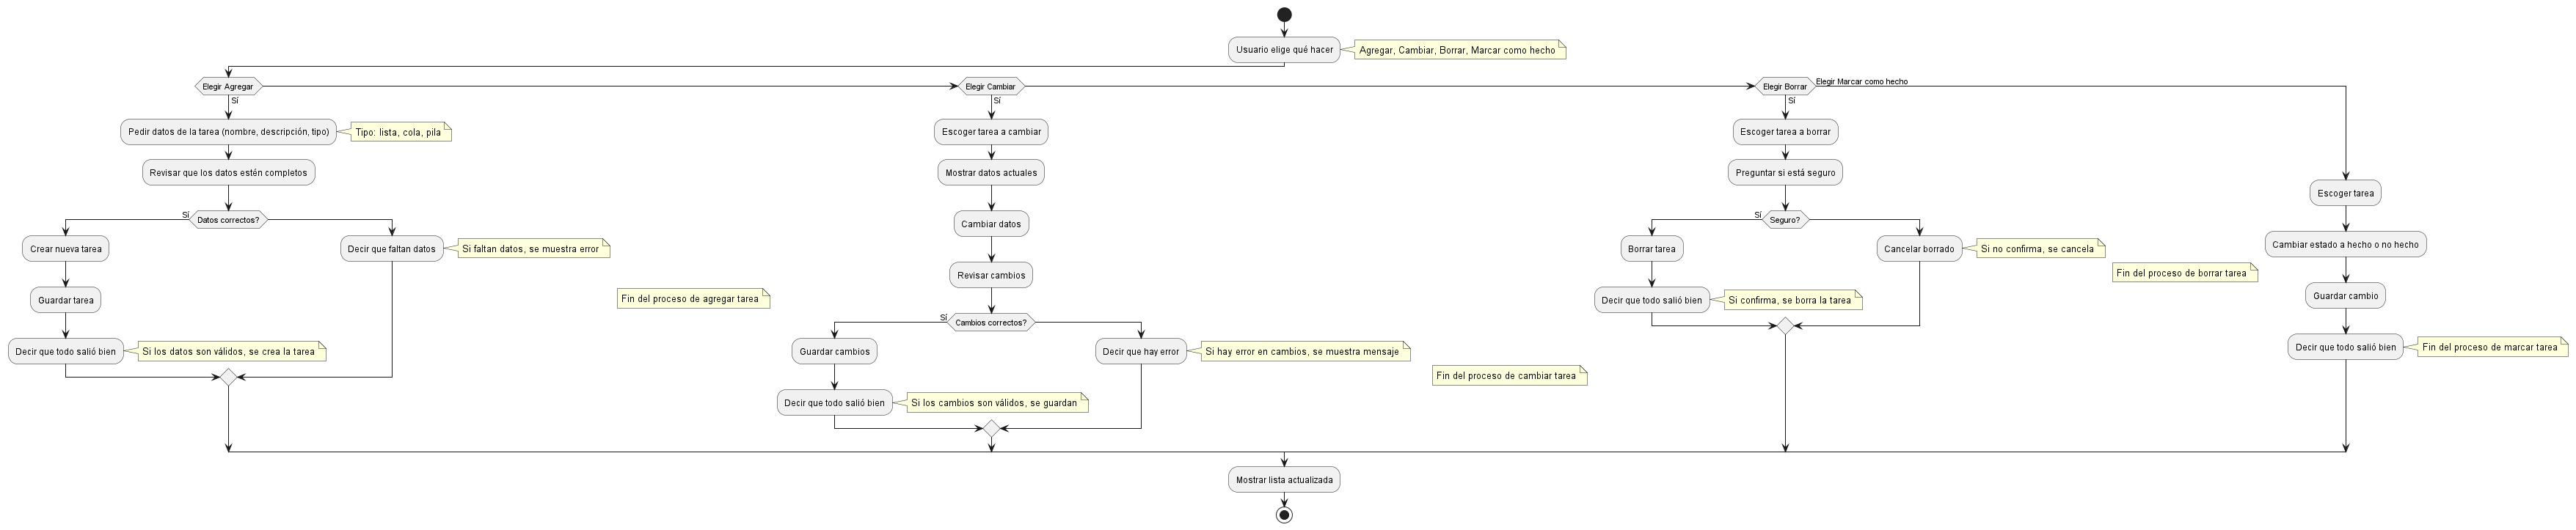 Usuario elige qué hacer
Agregar, Cambiar, Borrar, Marcar como hecho
Elegir Agregar
Sí
Pedir datos de la tarea (nombre, descripción, tipo)
Tipo: lista, cola, pila
Revisar que los datos estén completos
Datos correctos?
Sí
Crear nueva tarea
Guardar tarea
Decir que todo salió bien
Si los datos son válidos, se crea la tarea
Decir que faltan datos
Si faltan datos, se muestra error
Fin del proceso de agregar tarea
Elegir Cambiar
Sí
Escoger tarea a cambiar
Mostrar datos actuales
Cambiar datos
Revisar cambios
Cambios correctos?
Sí
Guardar cambios
Decir que todo salió bien
Si los cambios son válidos, se guardan
Decir que hay error
Si hay error en cambios, se muestra mensaje
Fin del proceso de cambiar tarea
Elegir Borrar
Sí
Escoger tarea a borrar
Preguntar si está seguro
Seguro?
Sí
Borrar tarea
Decir que todo salió bien
Si confirma, se borra la tarea
Cancelar borrado
Si no confirma, se cancela
Fin del proceso de borrar tarea
Elegir Marcar como hecho
Escoger tarea
Cambiar estado a hecho o no hecho
Guardar cambio
Decir que todo salió bien
Fin del proceso de marcar tarea
Mostrar lista actualizada